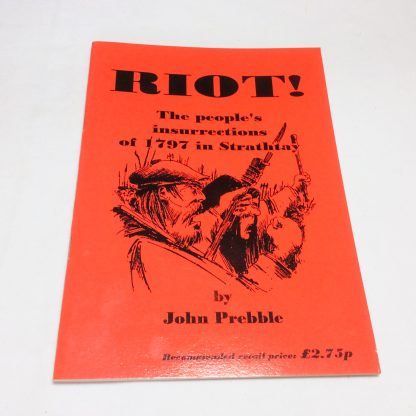 RIOT!
The people's
insurrections
of 1797 in Strathtay
by
John Prebble
Recommended retail price: £2.75p